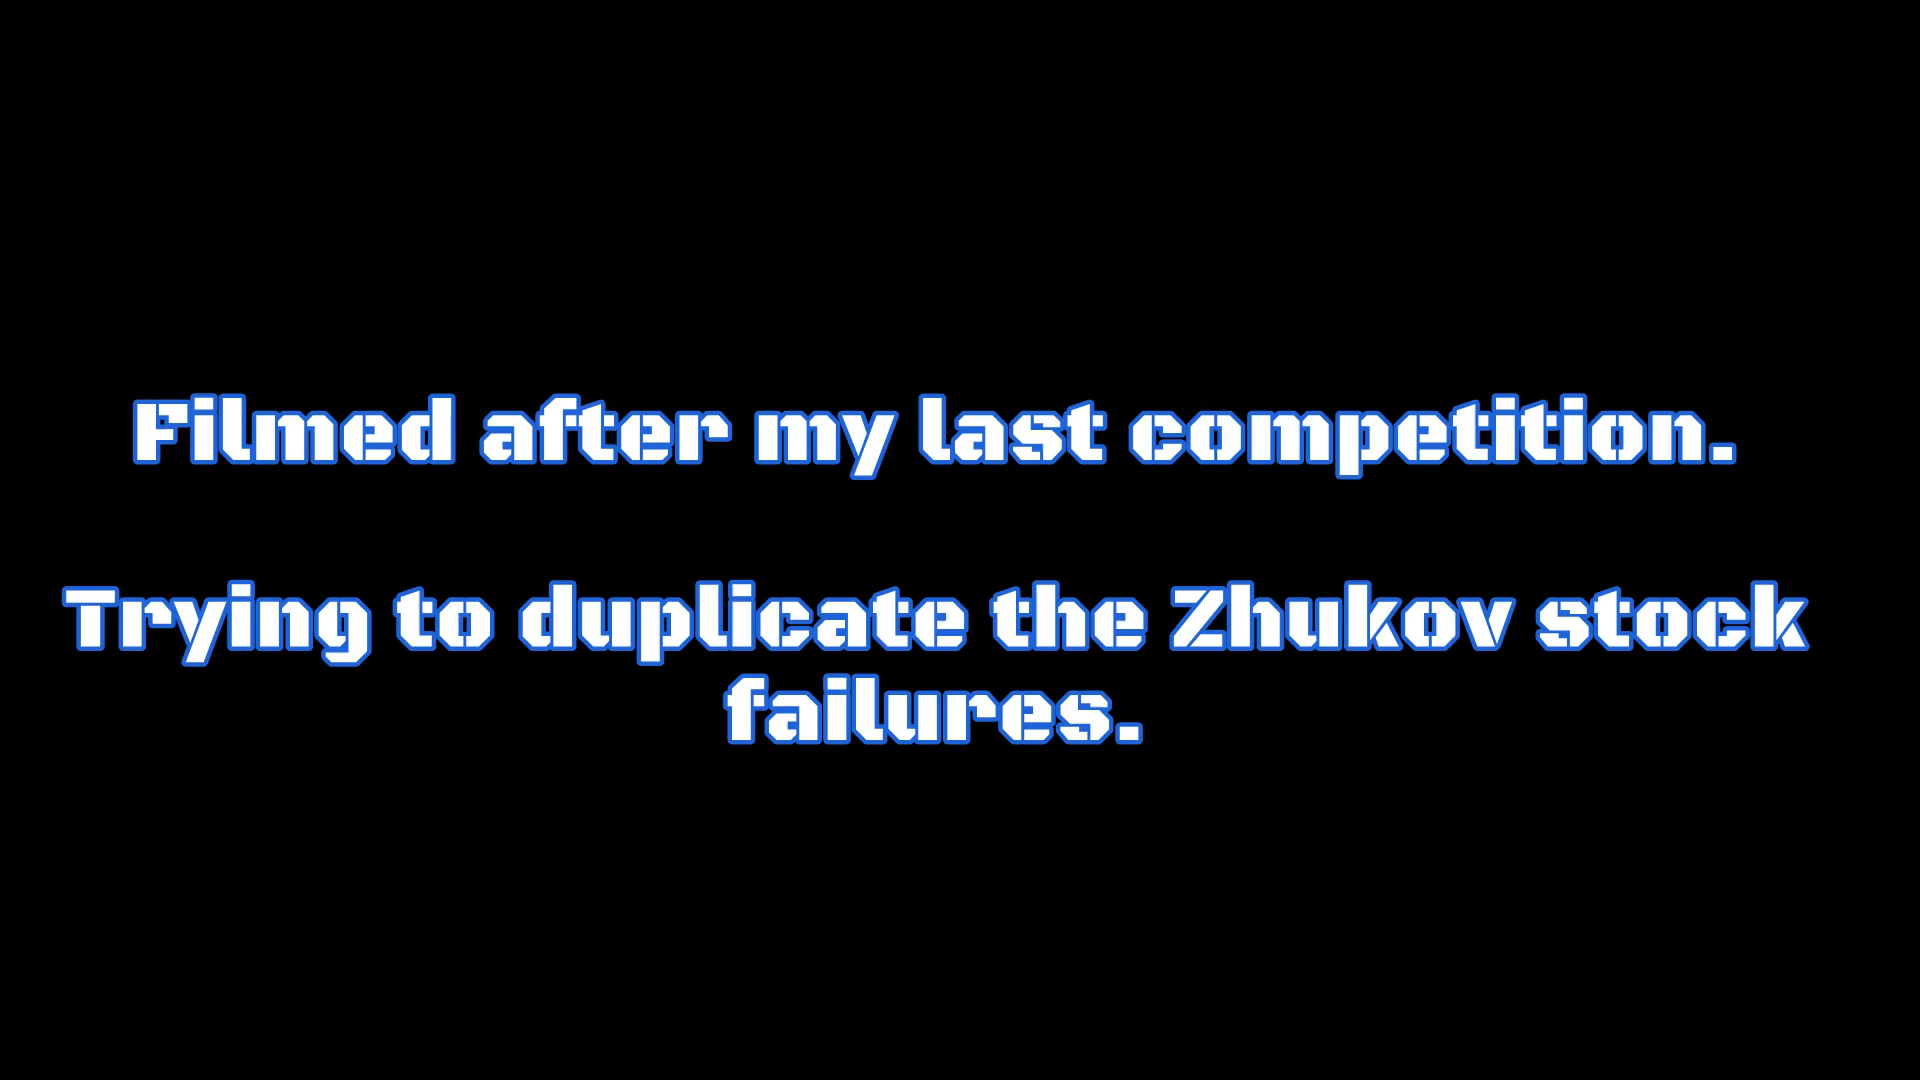 Filmed after my last competition.
Trying to duplicate the Zhukov stock
failures.